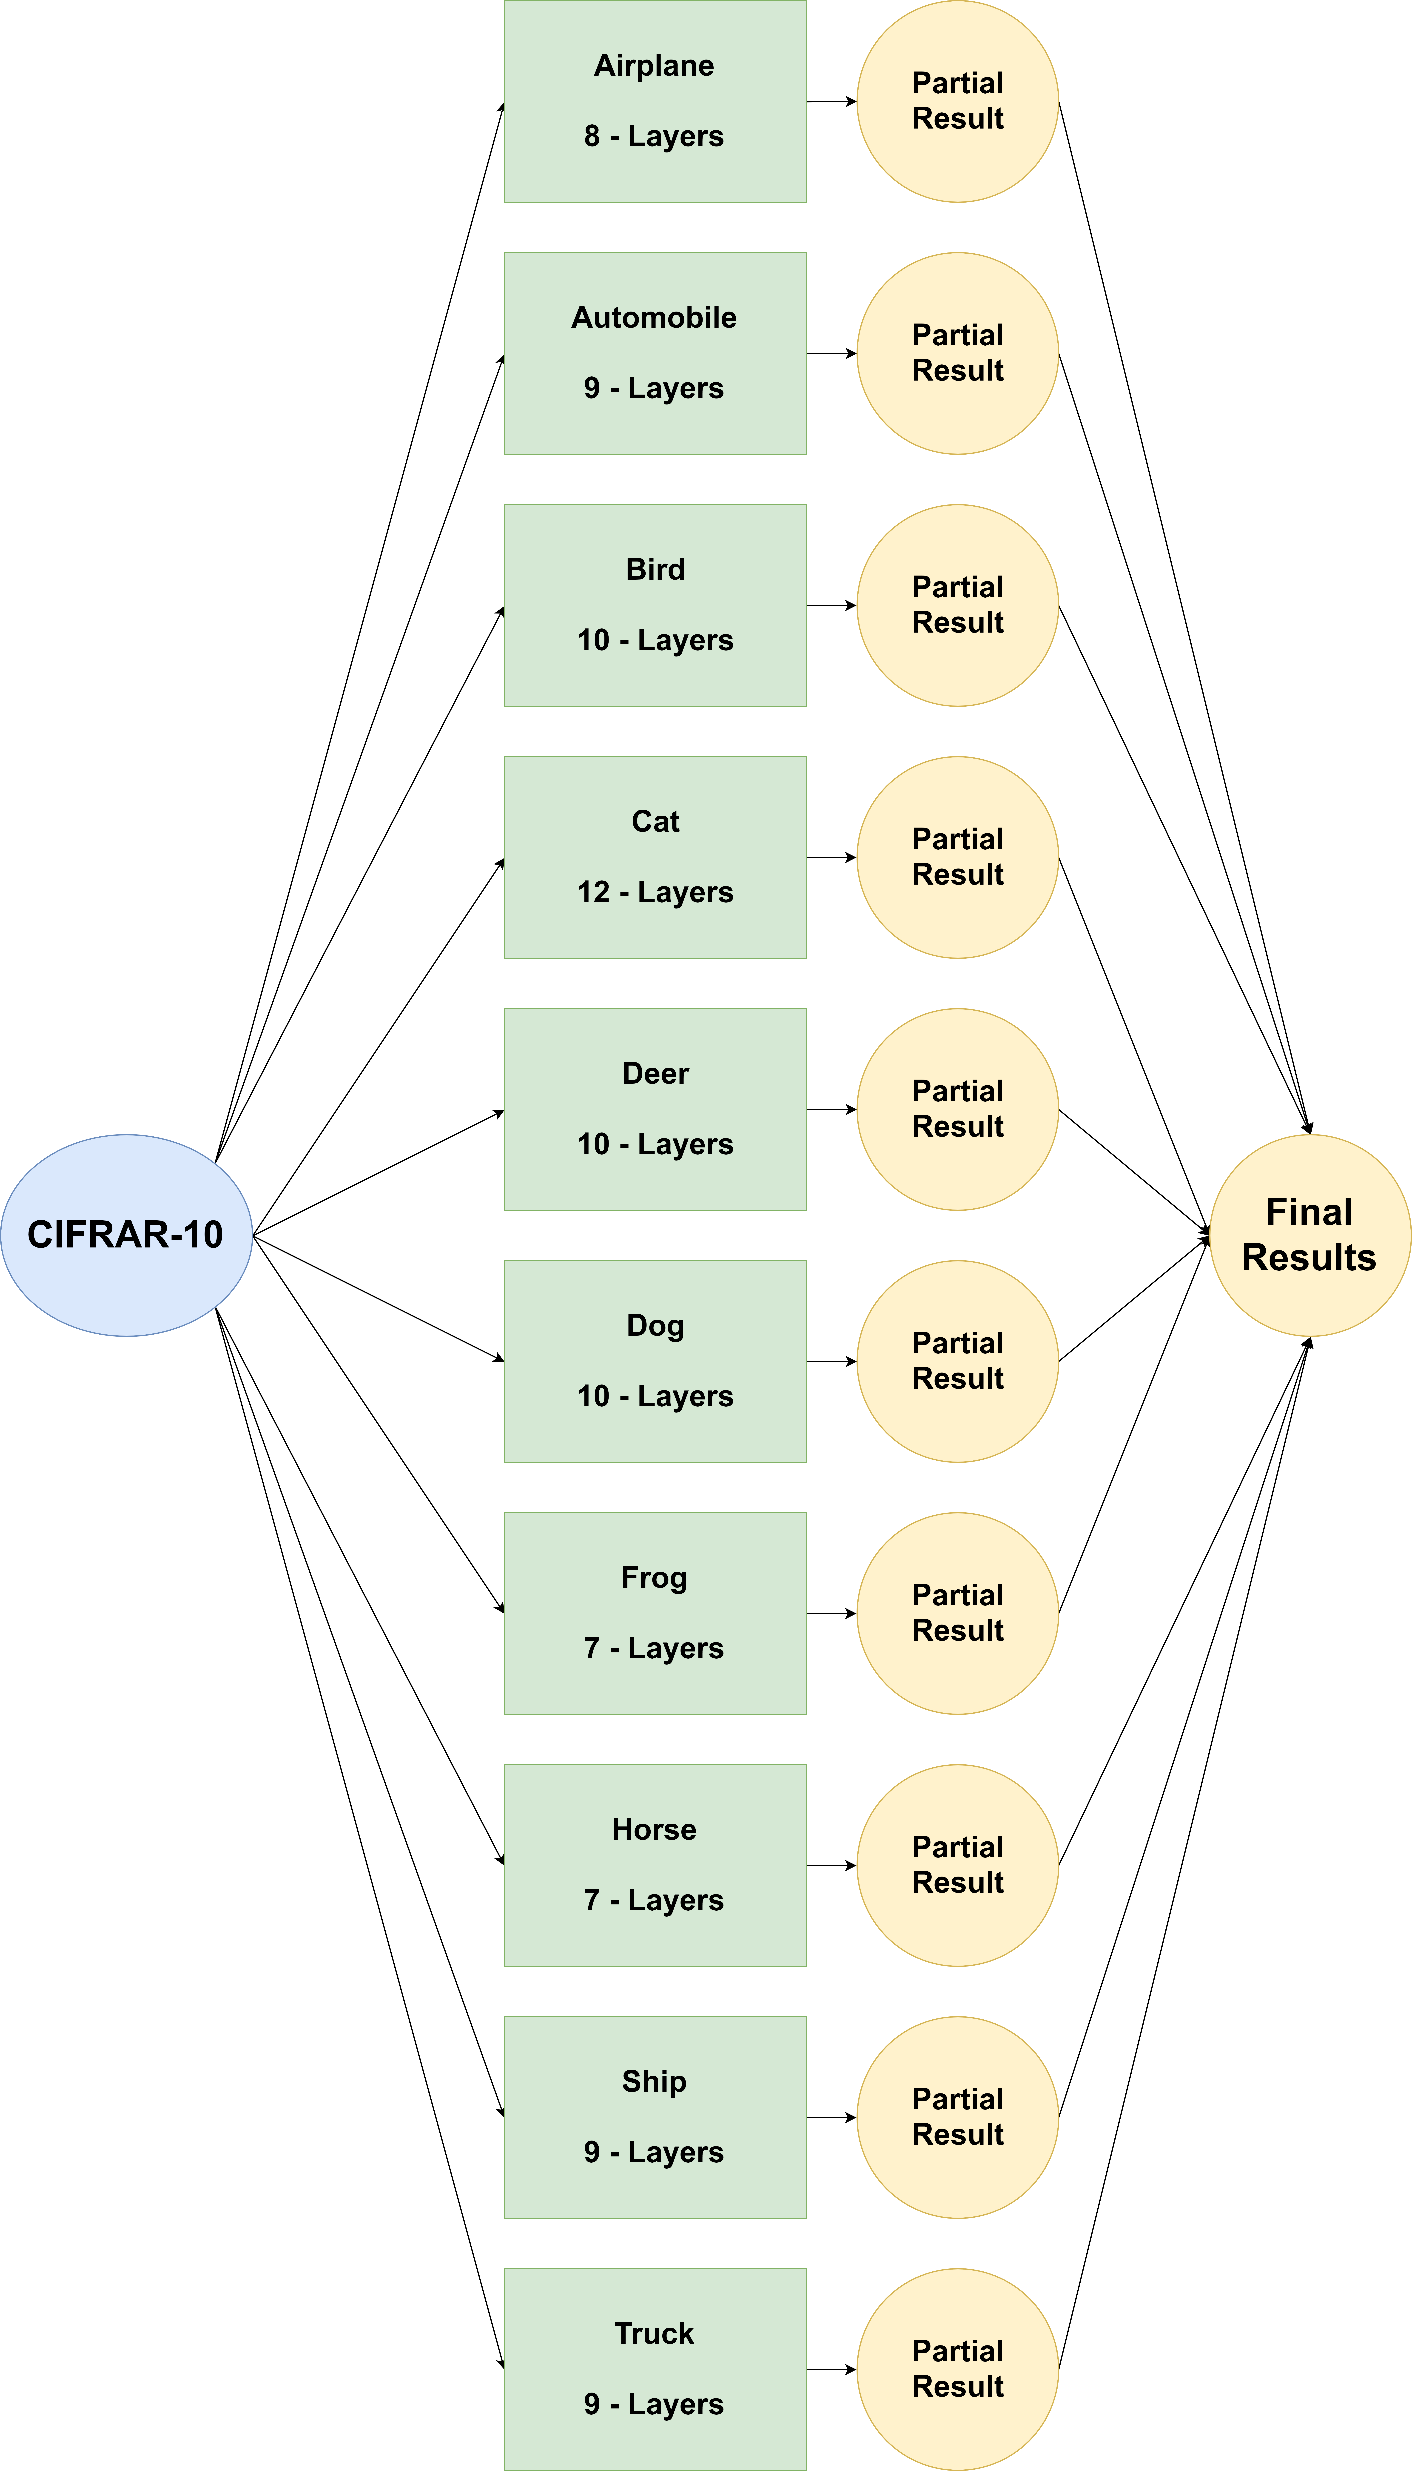 Airplane
8 - Layers
Partial
Result
Automobile
9 - Layers
Partial
Result
Bird
10 - Layers
Partial
Result
Cat
12 - Layers
Partial
Result
Deer
10 - Layers
Partial
Result
CIFRAR-10
Final
Results
Dog
10 - Layers
Partial
Result
Frog
7 - Layers
Partial
Result
Horse
7 - Layers
Partial
Result
Ship
9 - Layers
Partial
Result
Truck
9 - Layers
Partial
Result